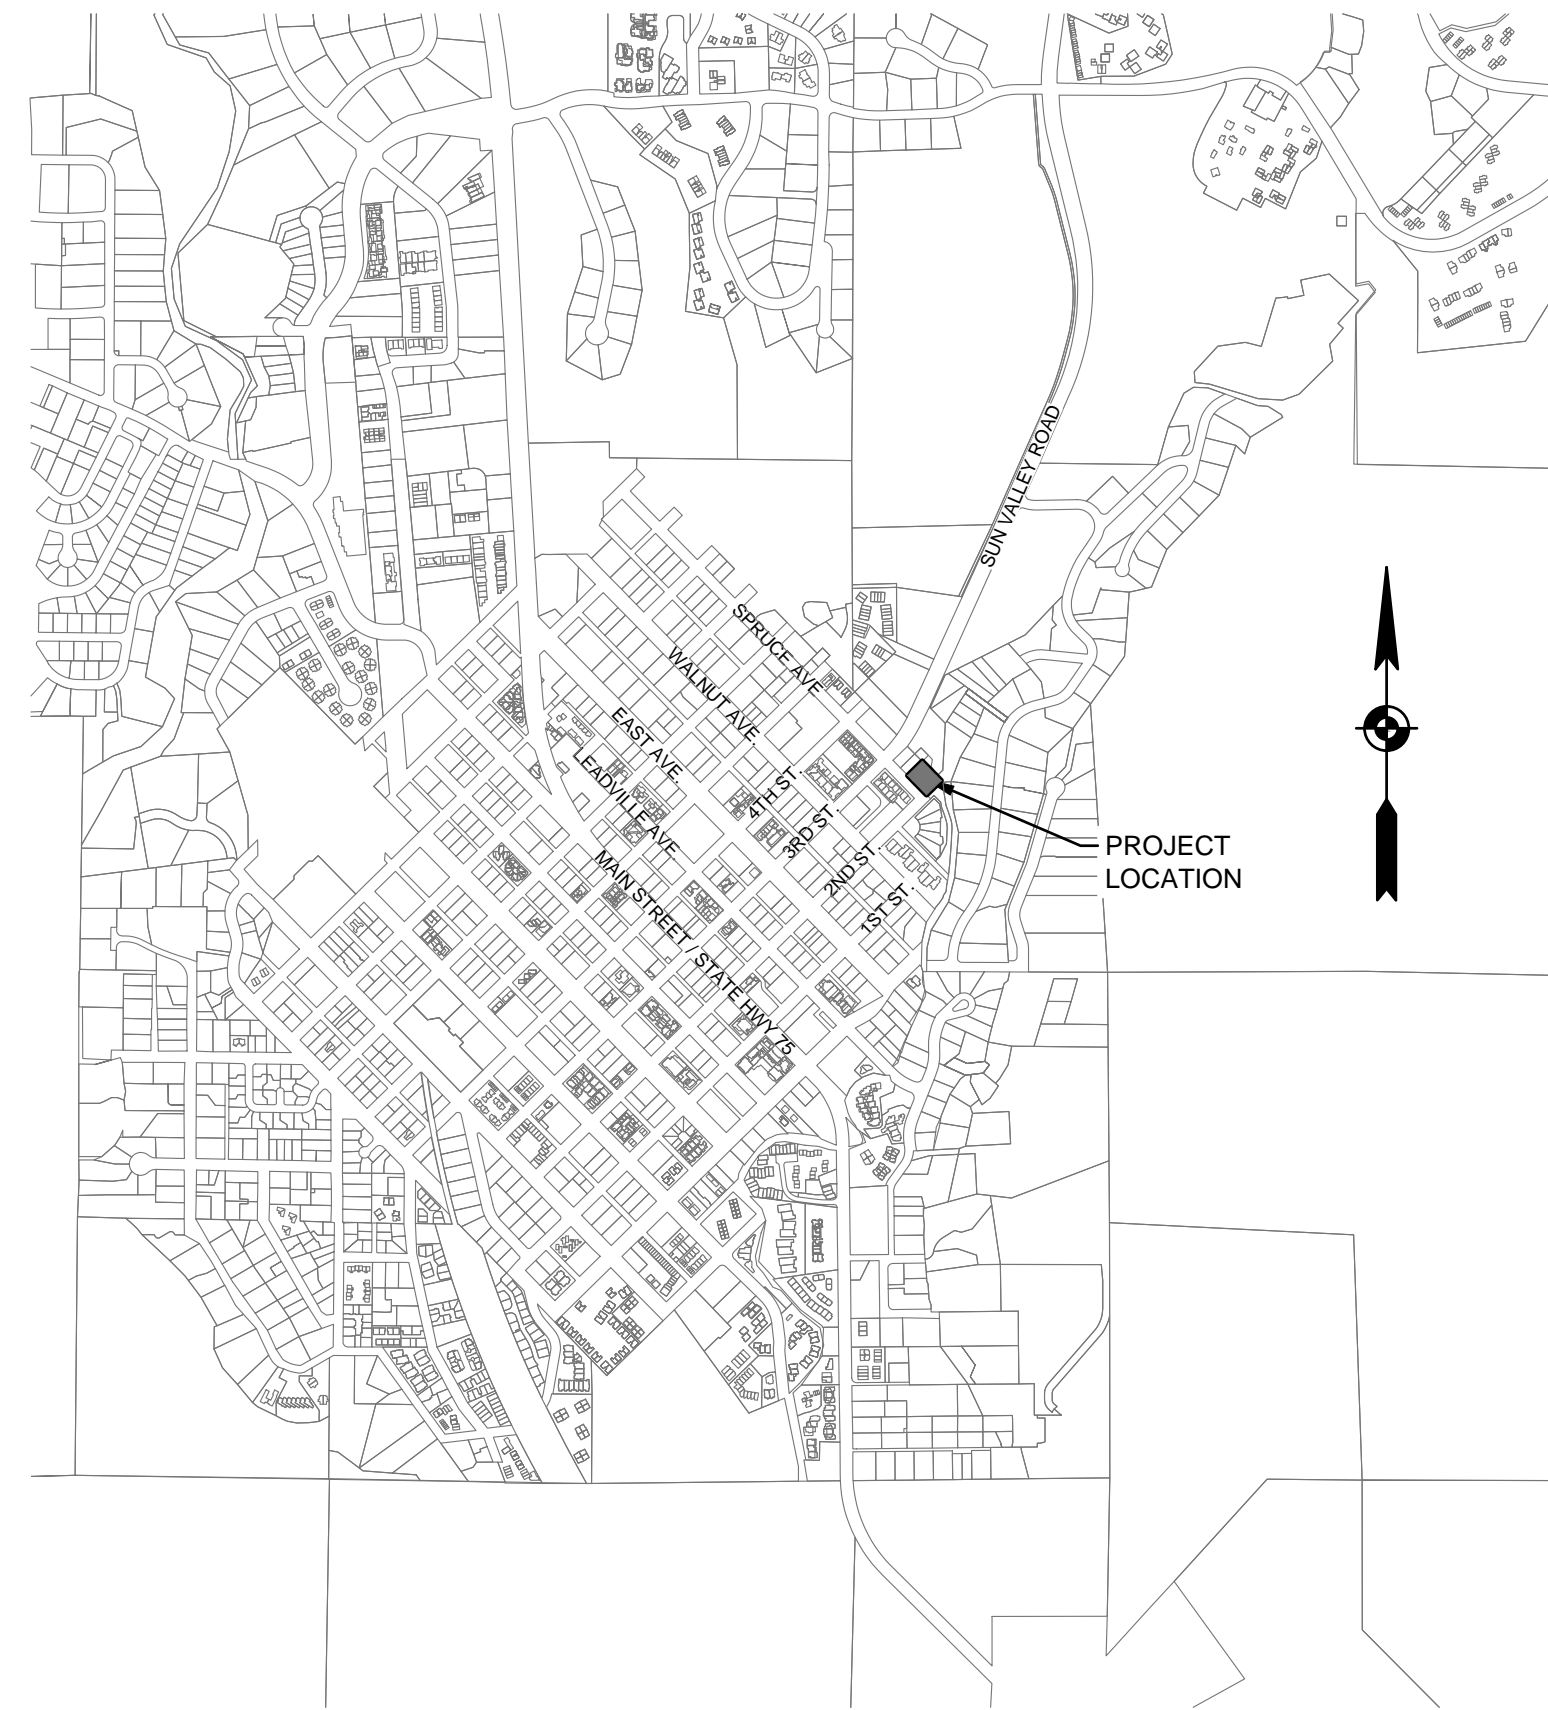 SUN VALLEY ROAD
SPRUCE AVE
WALNUT AVE.
EAST AVE.
LEADVILLE AVE.
4TH ST.
3RD ST.
2ND ST.
1ST ST.
MAIN STREET / STATE HWY 75
PROJECT
LOCATION